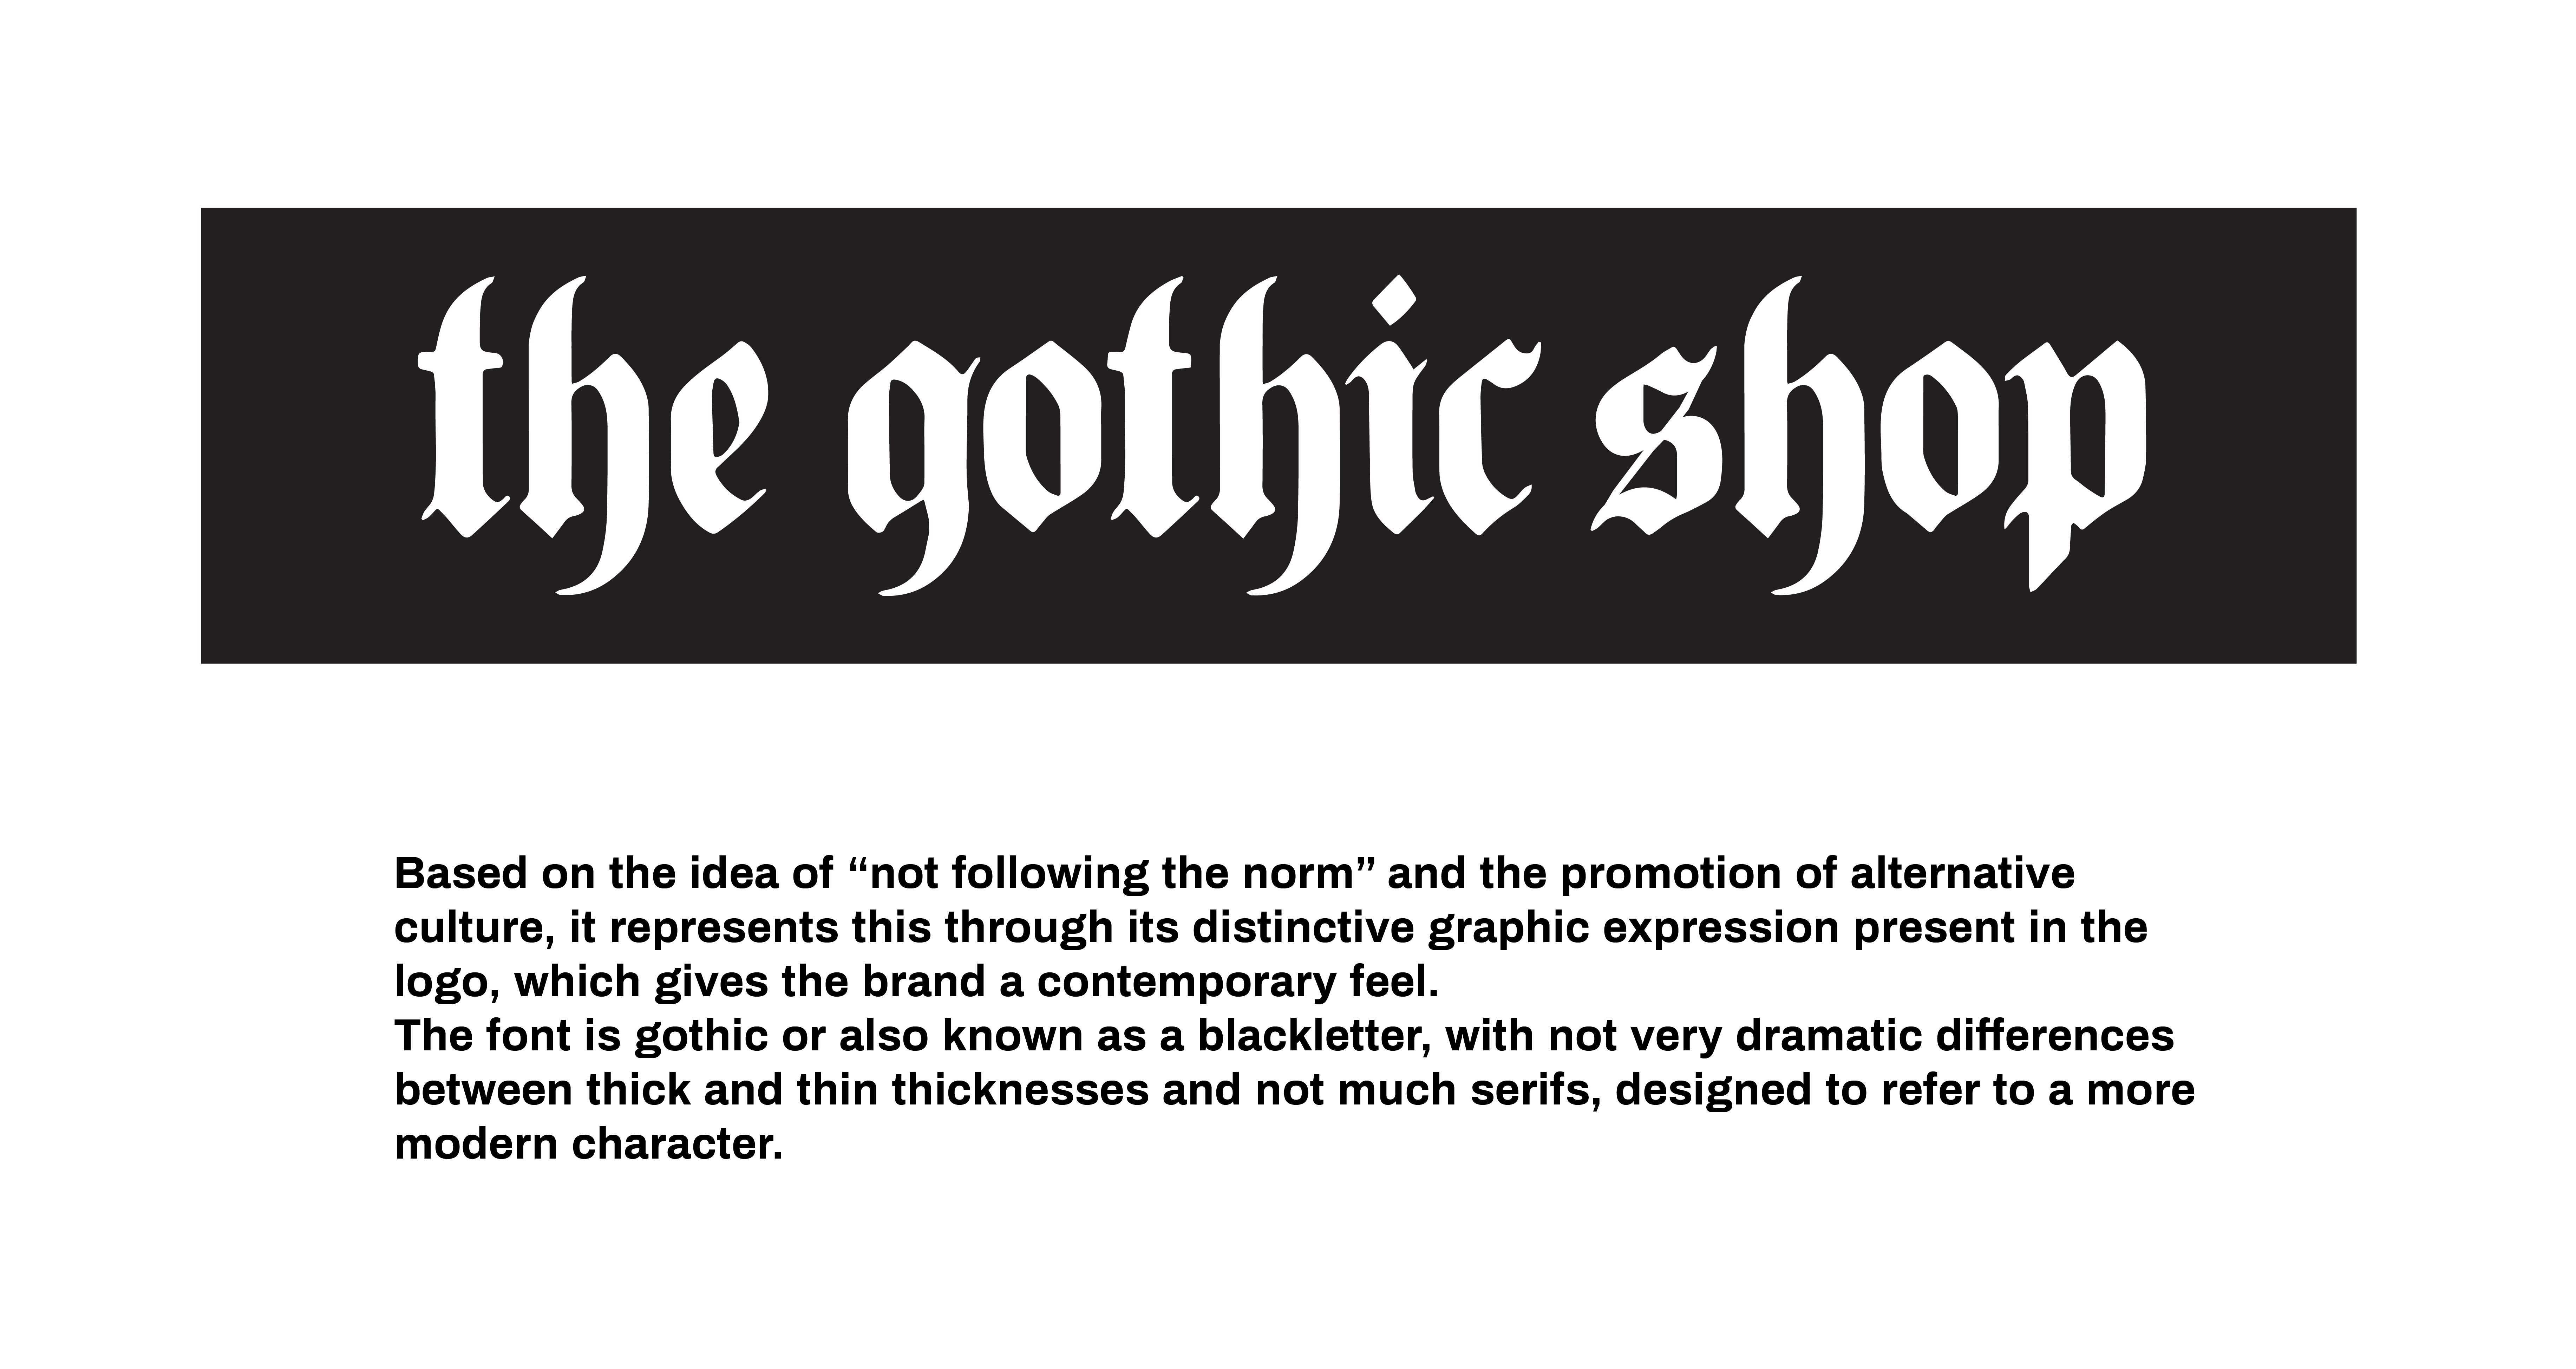 the gothic shop
Based on the idea of “not following the norm” and the promotion of alternative
culture, it represents this through its distinctive graphic expression present in the
logo, which gives the brand a contemporary feel.
The font is gothic or also known as a blackletter, with not very dramatic differences
between thick and thin thicknesses and not much serifs, designed to refer to a more
modern character.